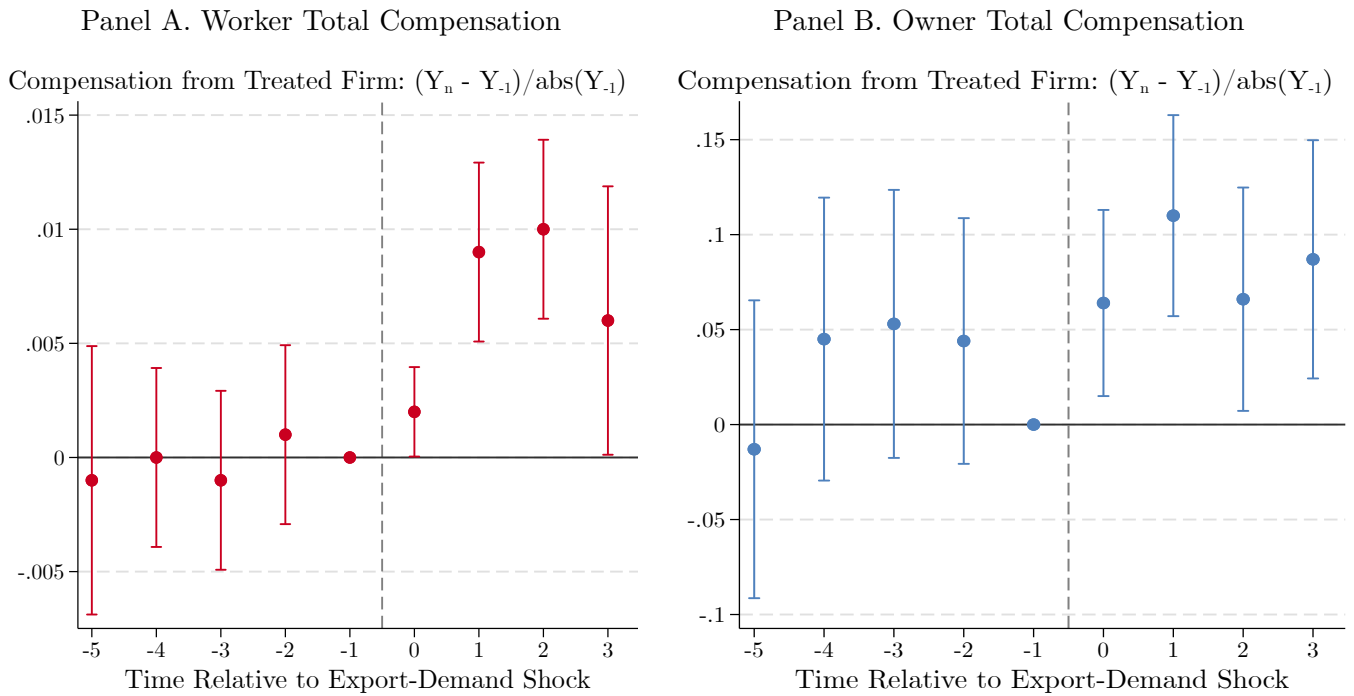 Panel A. Worker Total Compensation
Compensation from Treated Firm: (Yₙ - Y₋₁)/abs(Y₋₁)
.015
.01
.005
0
-.005
-5 -4 -3 -2 -1 0 1 2 3
Time Relative to Export-Demand Shock
Panel B. Owner Total Compensation
Compensation from Treated Firm: (Yₙ - Y₋₁)/abs(Y₋₁)
.15
.1
.05
0
-.05
-.1
-5 -4 -3 -2 -1 0 1 2 3
Time Relative to Export-Demand Shock